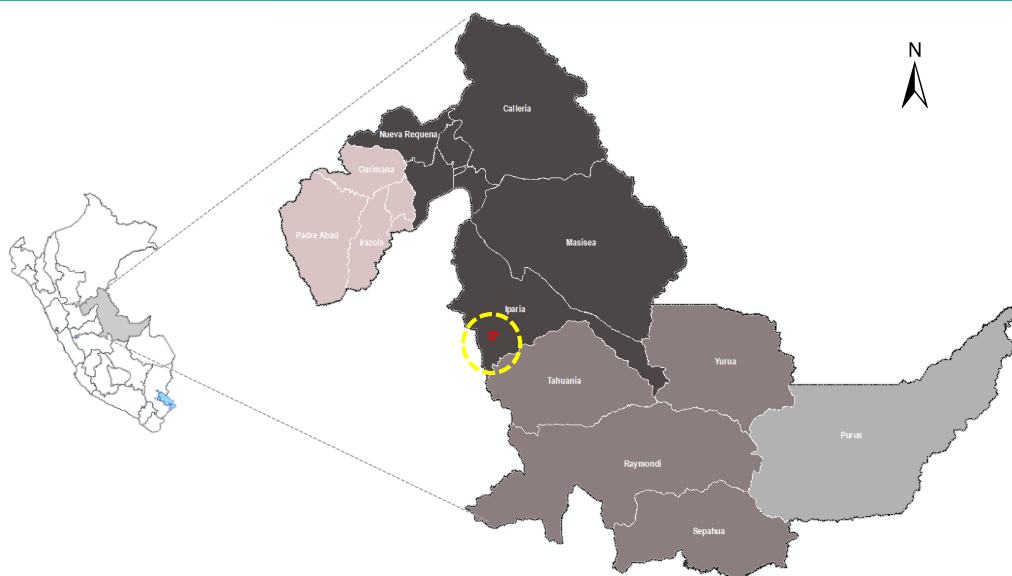 N
Calleria
Nueva Requena
Curimana
Padre Abad
Irazola
Masisea
Iparia
Yurua
Tahuania
Purus
Raymondi
Sepahua